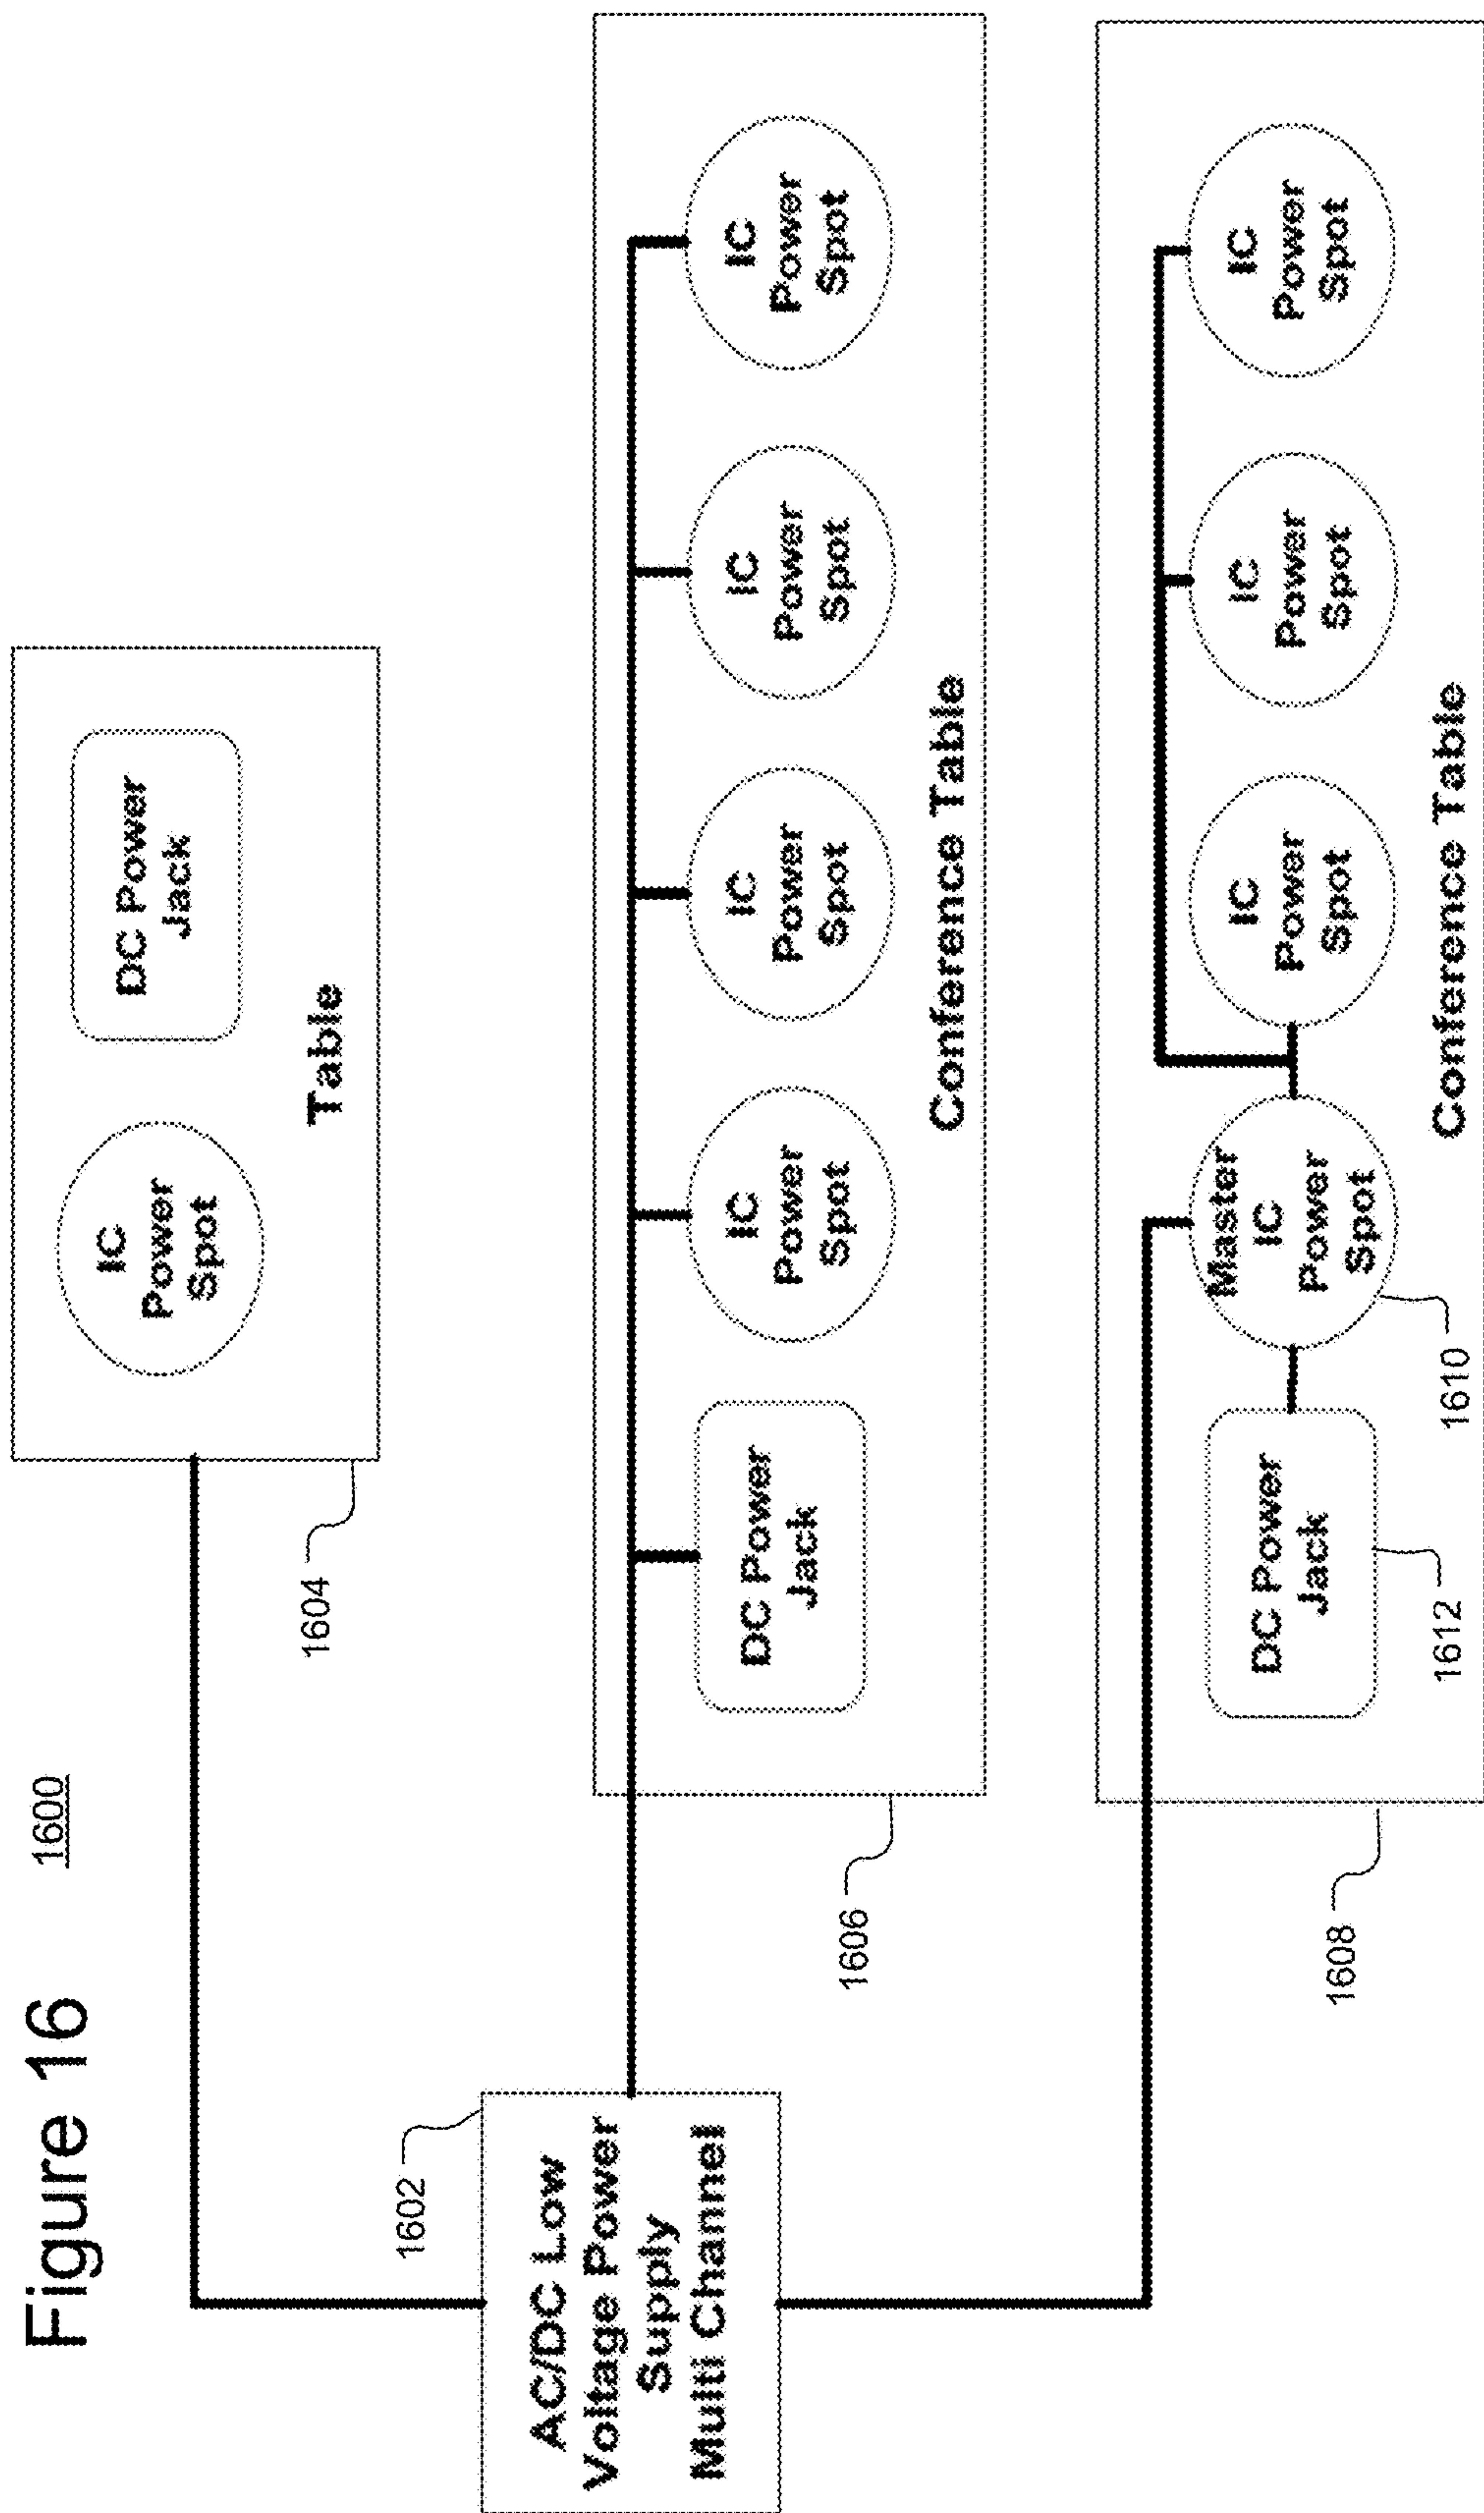 Figure 16
1600
AC/DC Low
Voltage Power
Supply
Multi Channel
1602
IC
Power
Spot
DC Power
Jack
Table
1604
DC Power
Jack
IC
Power
Spot
IC
Power
Spot
IC
Power
Spot
IC
Power
Spot
Conference Table
1606
DC Power
Jack
Master
IC
Power
Spot
IC
Power
Spot
IC
Power
Spot
IC
Power
Spot
Conference Table
1612
1610
1608